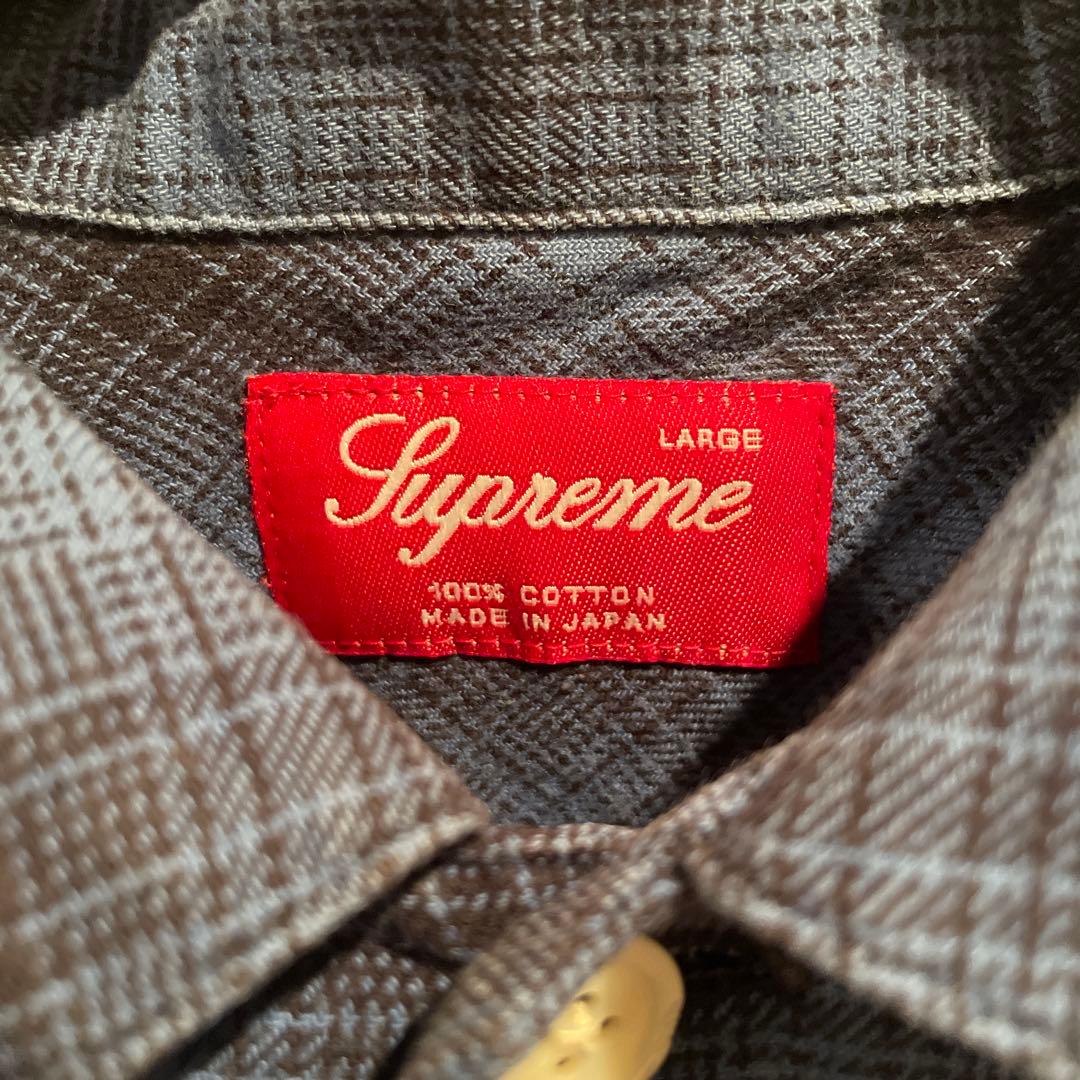 LARGE
Supreme
100% COTTON
MADE IN JAPAN